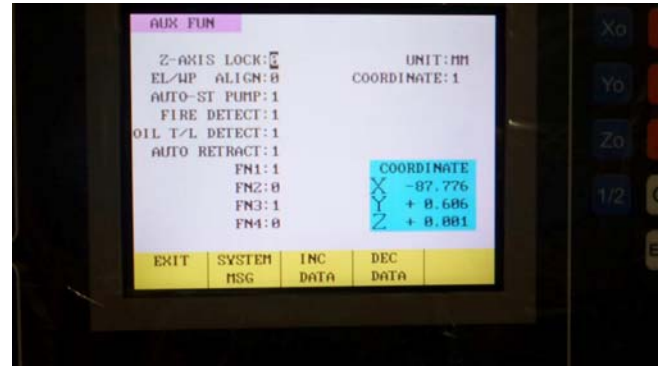 AUX FUN
Z-AXIS LOCK:0
UNIT:MM
EL/WP ALIGN:0
COORDINATE:1
AUTO-ST PUMP:1
FIRE DETECT:1
OIL T/L DETECT:1
AUTO RETRACT:1
FN1:1
FN2:0
FN3:1
FN4:0
COORDINATE
X -87.776
Y + 0.606
Z + 0.001
EXIT SYSTEM MSG INC DATA DEC DATA
Xo
Yo
Zo
1/2